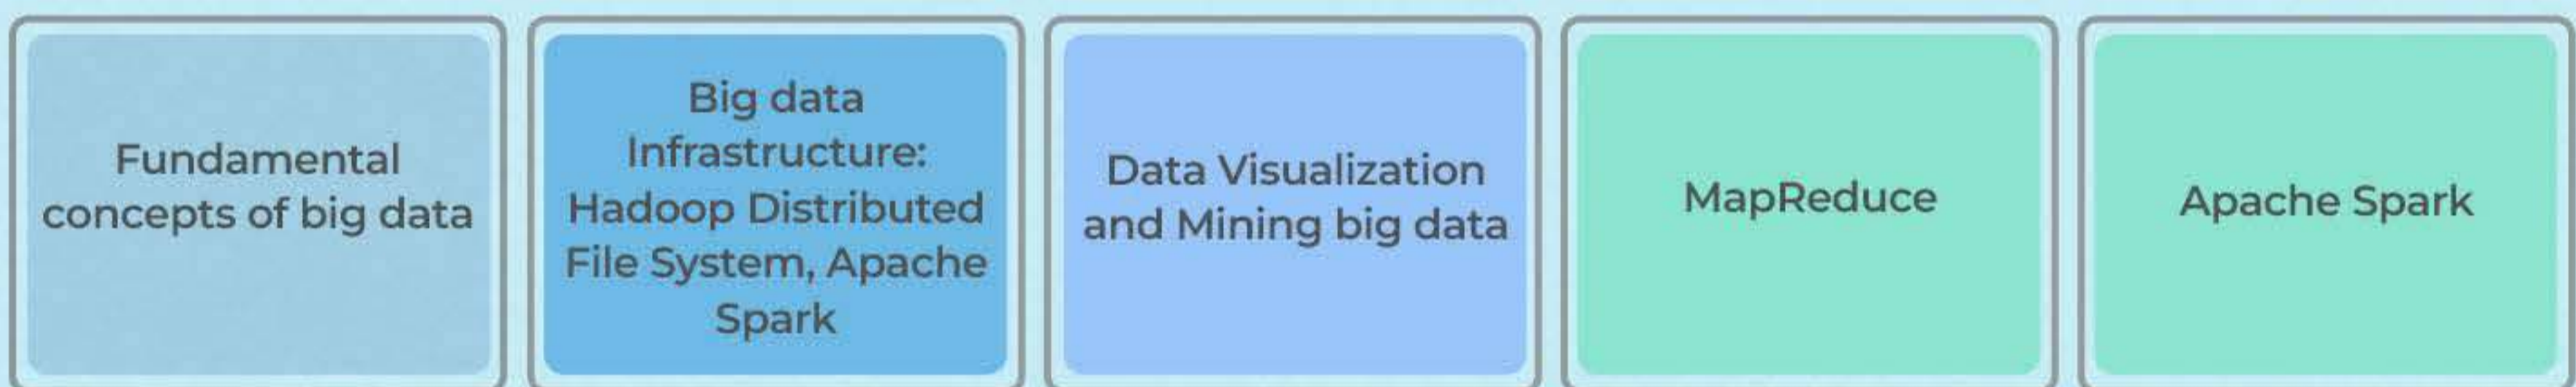 Fundamental
concepts of big data
Big data
Infrastructure:
Hadoop Distributed
File System, Apache
Spark
Data Visualization
and Mining big data
MapReduce
Apache Spark